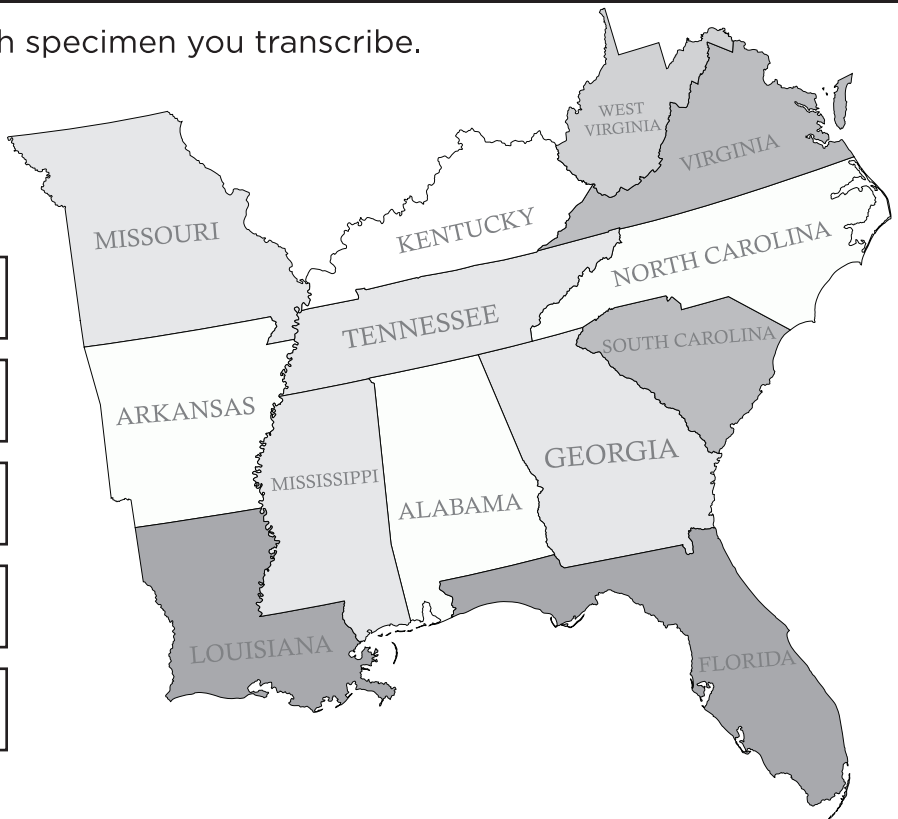 h specimen you transcribe.
WEST
VIRGINIA
VIRGINIA
MISSOURI
KENTUCKY
NORTH CAROLINA
TENNESSEE
SOUTH CAROLINA
ARKANSAS
GEORGIA
MISSISSIPPI
ALABAMA
LOUISIANA
FLORIDA